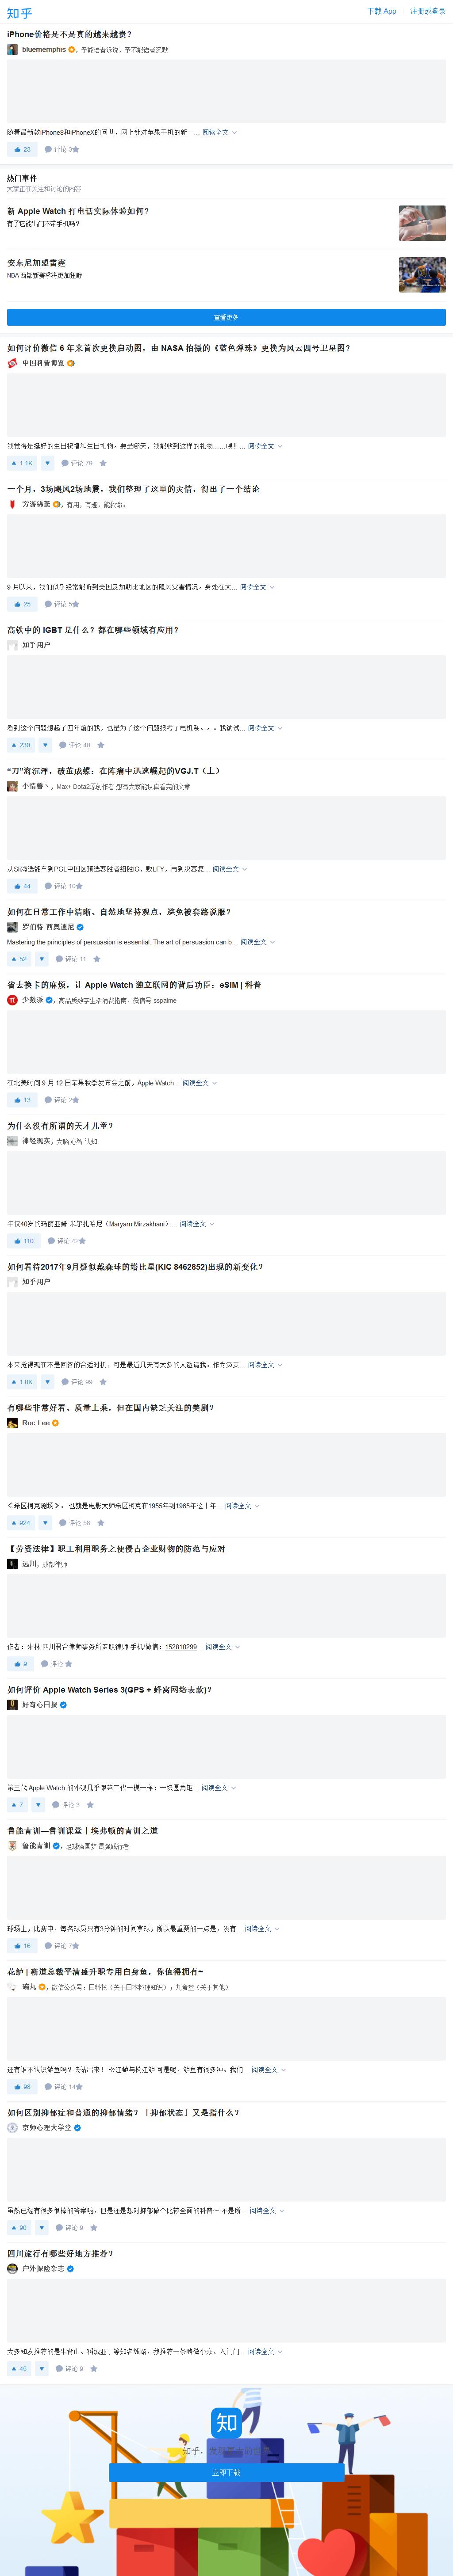 知乎
下载 App
注册或登录
iPhone价格是不是真的越来越贵？
bluememphis，予能语者诉说，予不能语者沉默
随着最新款iPhone8和iPhoneX的问世，网上针对苹果手机的新一... 阅读全文
23 评论 3
热门事件
大家正在关注和讨论的内容
新 Apple Watch 打电话实际体验如何？
有了它能出门不带手机吗？
安东尼加盟雷霆
NBA 西部新赛季将更加狂野
查看更多
如何评价微信 6 年来首次更换启动图，由 NASA 拍摄的《蓝色弹珠》更换为风云四号卫星图？
中国科普博览
我觉得是挺好的生日祝福和生日礼物。要是哪天，我能收到这样的礼物……喂！... 阅读全文
1.1K 评论 79
一个月，3场飓风2场地震，我们整理了这里的灾情，得出了一个结论
，有用，有趣，能救命。
9 月以来，我们似乎经常能听到美国及加勒比地区的飓风灾害情况，身处在大... 阅读全文
25 评论 5
高铁中的 IGBT 是什么？都在哪些领域有应用？
知乎用户
看到这个问题想起了四年前的我，也是为了这个问题报考了电机系。。。我试试... 阅读全文
230 评论 40
“刀”海沉浮，破茧成蝶：在阵痛中迅速崛起的VGJ.T（上）
小情兽丶，Max+ Dota2原创作者 想写大家能认真看完的文章
从Sli海选翻车到PGL中国区预选赛胜者组胜IG，败LFY，再到决赛复... 阅读全文
44 评论 10
如何在日常工作中清晰、自然地坚持观点，避免被套路说服？
罗伯特·西奥迪尼
Mastering the principles of persuasion is essential. The art of persuasion can b... 阅读全文
52 评论 11
省去换卡的麻烦，让 Apple Watch 独立联网的背后功臣：eSIM | 科普
少数派，高品质数字生活消费指南，微信号 sspaime
在北美时间 9 月 12 日苹果秋季发布会之前，Apple Watch... 阅读全文
13 评论 2
为什么没有所谓的天才儿童？
神经现实，大脑 心智 认知
年仅40岁的玛丽亚姆·米尔扎哈尼（Maryam Mirzakhani）... 阅读全文
110 评论 42
如何看待2017年9月疑似戴森球的塔比星(KIC 8462852)出现的新变化？
知乎用户
本来觉得现在不是回答的合适时机，可是最近几天有太多的人邀请我。作为负责... 阅读全文
1.0K 评论 99
有哪些非常好看、质量上乘，但在国内缺乏关注的美剧？
Roc Lee
《希区柯克剧场》。 也就是电影大师希区柯克在1955年到1965年这十年... 阅读全文
924 评论 56
【劳资法律】职工利用职务之便侵占企业财物的防范与应对
远川，成都律师
作者：朱林 四川君合律师事务所专职律师 手机/微信：152810299... 阅读全文
9 评论
如何评价 Apple Watch Series 3(GPS + 蜂窝网络表款)？
好奇心日报
第三代 Apple Watch 的外观几乎跟第二代一模一样：一块圆角矩... 阅读全文
7 评论 3
鲁能青训—鲁训课堂丨埃弗顿的青训之道
鲁能青训，足球强国梦 最强践行者
球场上，比赛中，每名球员只有3分钟的时间拿球，所以最重要的一点是，没有... 阅读全文
16 评论 7
花鲈 | 霸道总裁平清盛升职专用白身鱼，你值得拥有~
碗丸，微信公众号：日料栈（关于日本料理知识），丸食室（关于其他）
还有谁不认识鲈鱼吗？快站出来！ 松江鲈与松江鲈 可是呢，鲈鱼有很多种。我们... 阅读全文
98 评论 14
如何区别抑郁症和普通的抑郁情绪？「抑郁状态」又是指什么？
京师心理大学堂
虽然已经有很多很棒的答案啦，但是还是想对抑郁做个比较全面的科普～ 不是所... 阅读全文
90 评论 9
四川旅行有哪些好地方推荐？
户外探险杂志
大多知友推荐的是牛背山、稻城亚丁等知名线路，我推荐一条略微小众、入门门... 阅读全文
45 评论 9
知
知乎，
立即下载